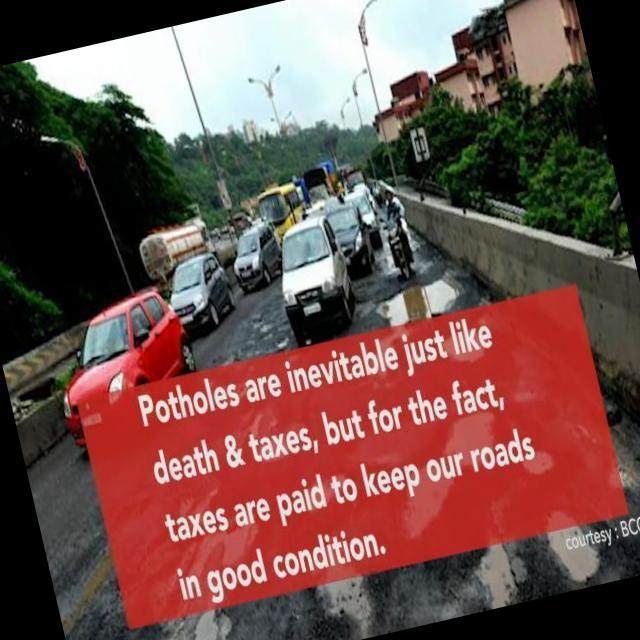 Potholes are inevitable just like
death & taxes, but for the fact,
taxes are paid to keep our roads
in good condition.
courtesy : BCC